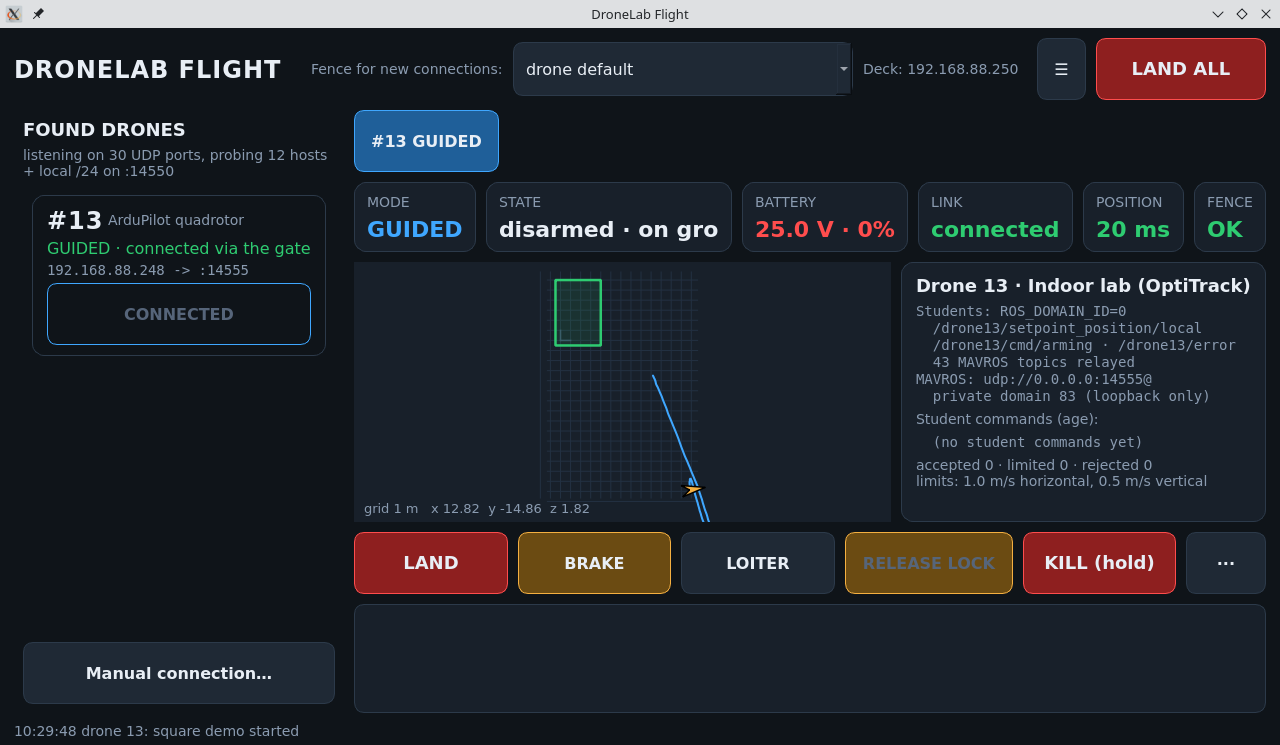 DroneLab Flight
DRONELAB FLIGHT
Fence for new connections:
drone default
Deck: 192.168.88.250
☰
LAND ALL
FOUND DRONES
listening on 30 UDP ports, probing 12 hosts
+ local /24 on :14550
#13 ArduPilot quadrotor
GUIDED · connected via the gate
192.168.88.248 -> :14555
CONNECTED
Manual connection…
#13 GUIDED
MODE
GUIDED
STATE
disarmed · on gro
BATTERY
25.0 V · 0%
LINK
connected
POSITION
20 ms
FENCE
OK
grid 1 m x 12.82 y -14.86 z 1.82
Drone 13 · Indoor lab (OptiTrack)
Students: ROS_DOMAIN_ID=0
/drone13/setpoint_position/local
/drone13/cmd/arming · /drone13/error
43 MAVROS topics relayed
MAVROS: udp://0.0.0.0:14555@
private domain 83 (loopback only)
Student commands (age):
(no student commands yet)
accepted 0 · limited 0 · rejected 0
limits: 1.0 m/s horizontal, 0.5 m/s vertical
LAND
BRAKE
LOITER
RELEASE LOCK
KILL (hold)
···
10:29:48 drone 13: square demo started